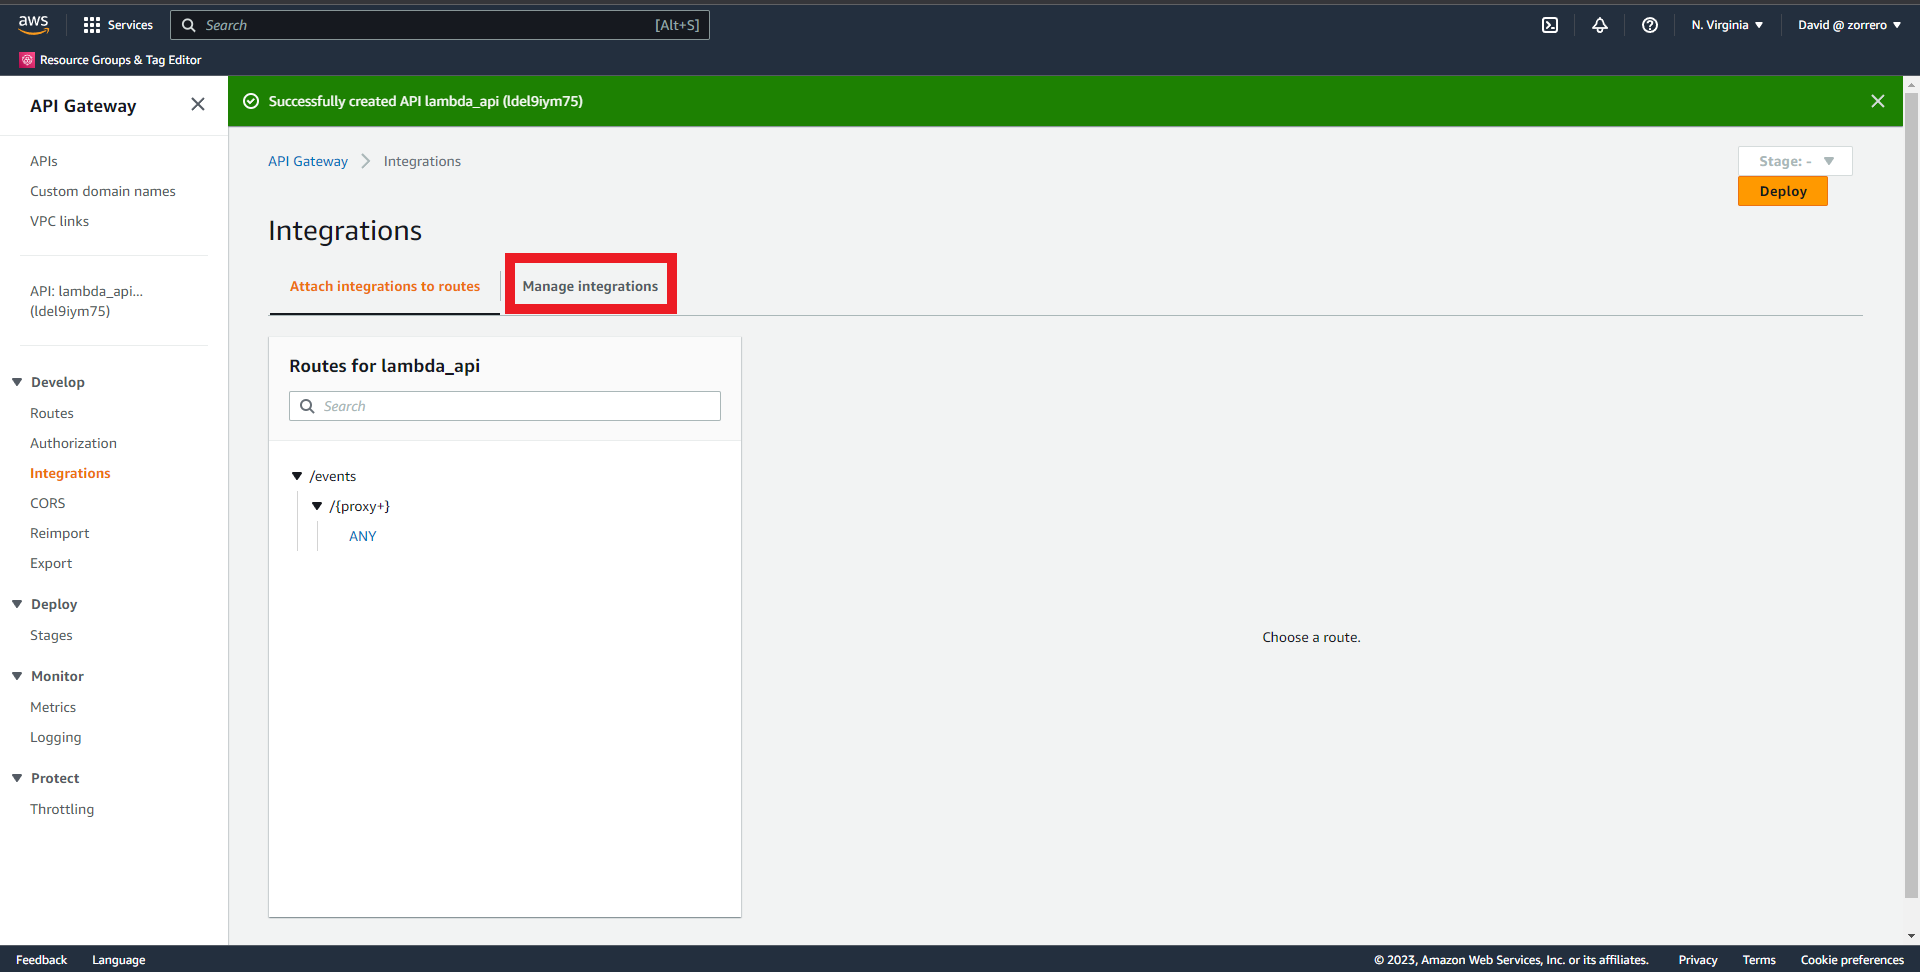 aws
Services
Search
[Alt+S]
N. Virginia
David @ zorrero
Resource Groups & Tag Editor
API Gateway
APIs
Custom domain names
VPC links
API: lambda_api...
(ldel9iym75)
Develop
Routes
Authorization
Integrations
CORS
Reimport
Export
Deploy
Stages
Monitor
Metrics
Logging
Protect
Throttling
Successfully created API lambda_api (ldel9iym75)
API Gateway
Integrations
Stage: -
Deploy
Integrations
Attach integrations to routes
Manage integrations
Routes for lambda_api
Search
/events
/{proxy+}
ANY
Choose a route.
Feedback
Language
© 2023, Amazon Web Services, Inc. or its affiliates.
Privacy
Terms
Cookie preferences